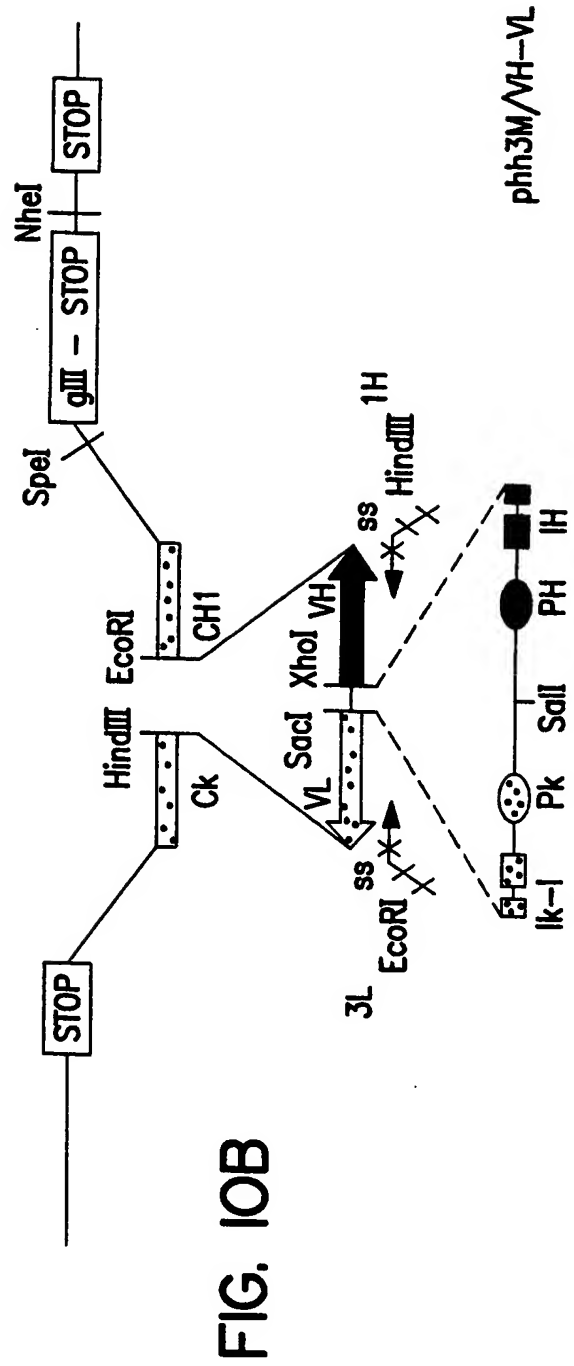 FIG. 10B
STOP
gIII – STOP
NheI
STOP
SpeI
HindIII
EcoRI
Ck
CH1
SacI
XhoI
VL
VH
ss
ss
3L
EcoRI
HindIII
1H
Ik-I
Pk
SalI
PH
IH
phh3M/VH-VL